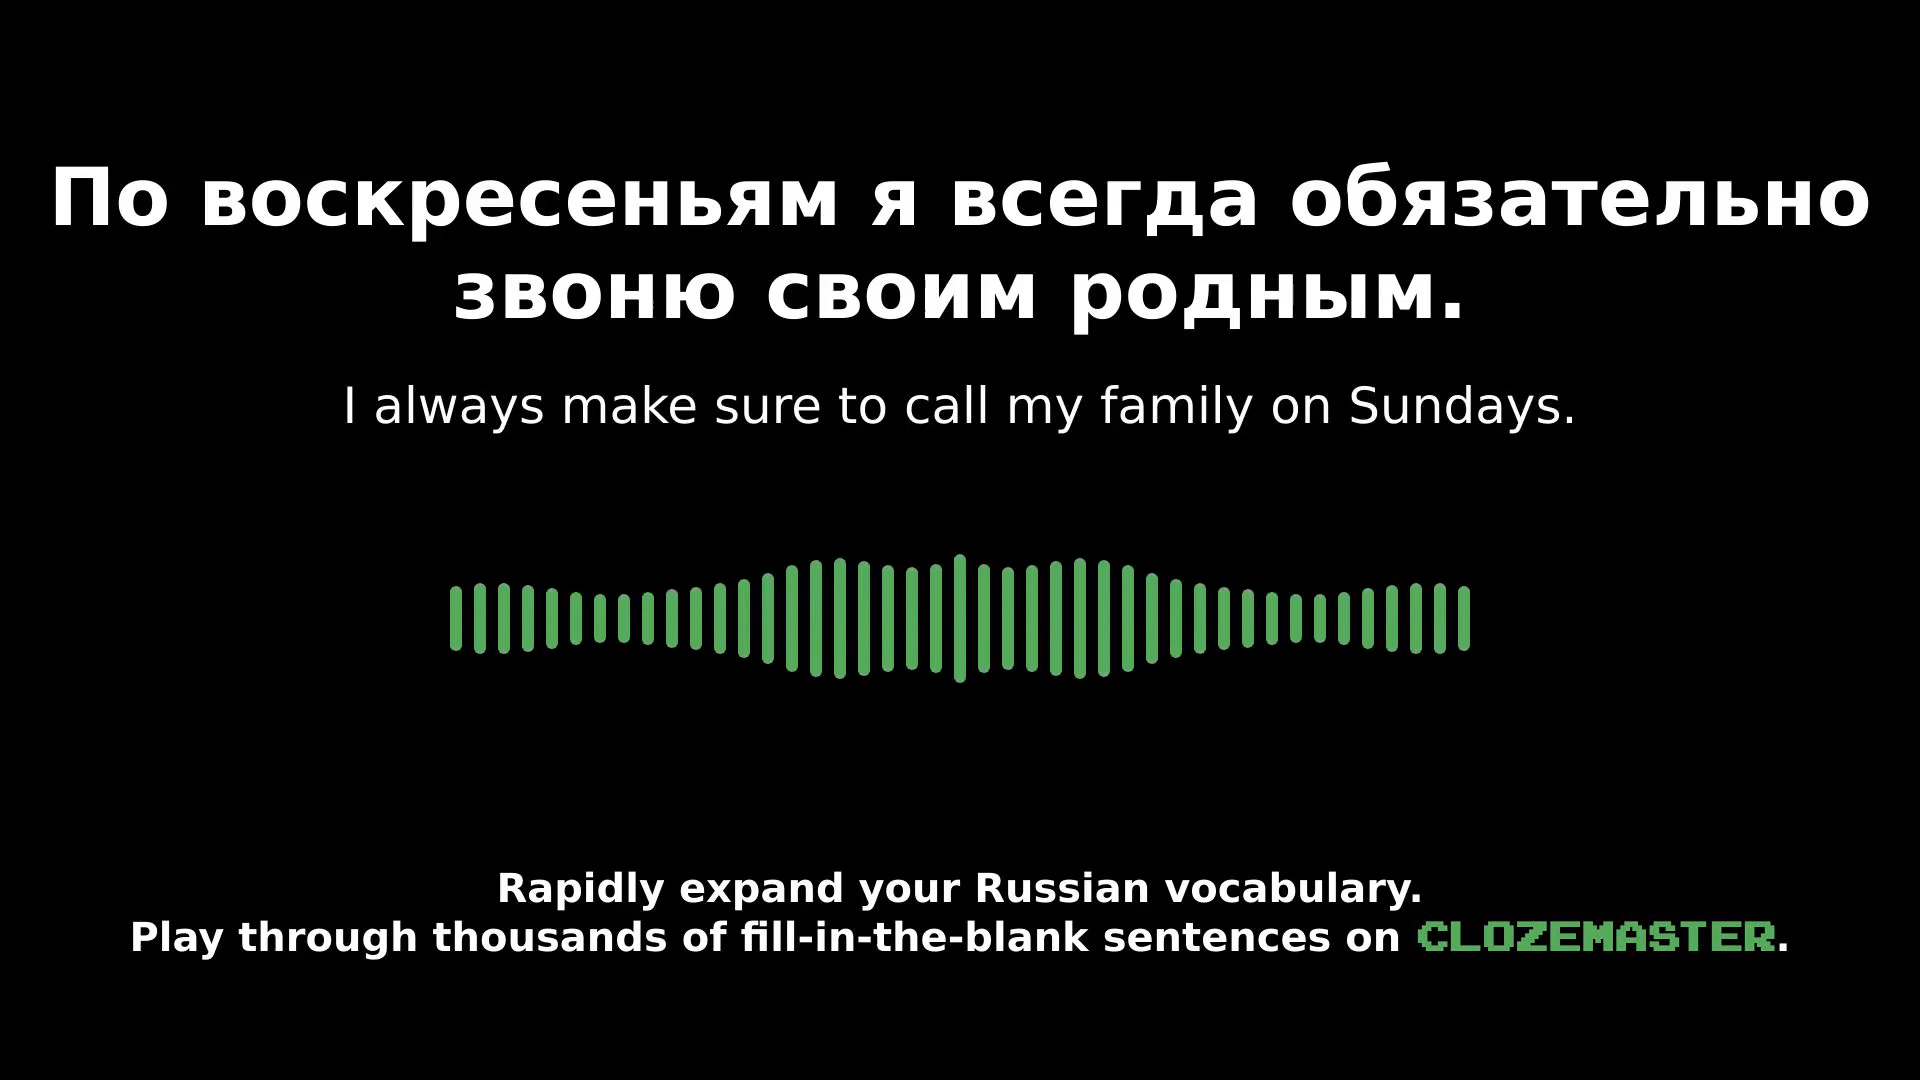 По воскресеньям я всегда обязательно
звоню своим родным.
I always make sure to call my family on Sundays.
Rapidly expand your Russian vocabulary.
Play through thousands of fill-in-the-blank sentences on CLOZEMASTER.